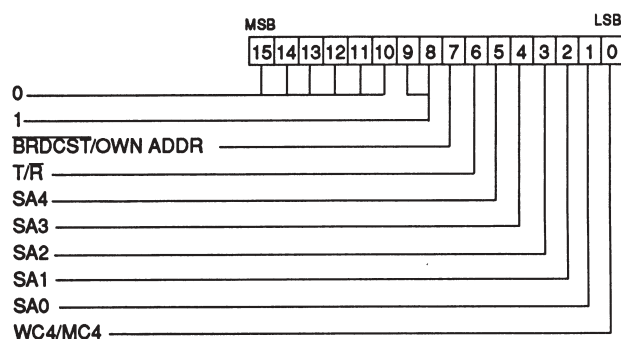 MSB LSB
15 14 13 12 11 10 9 8 7 6 5 4 3 2 1 0
0
1
BRDCST/OWN ADDR
T/R
SA4
SA3
SA2
SA1
SA0
WC4/MC4